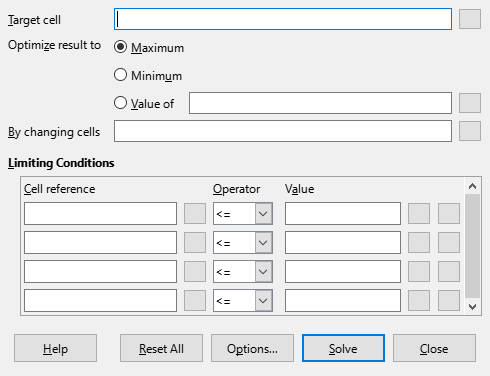 Target cell
Optimize result to
Maximum
Minimum
Value of
By changing cells
Limiting Conditions
Cell reference Operator Value
<=
<=
<=
<=
Help Reset All Options... Solve Close